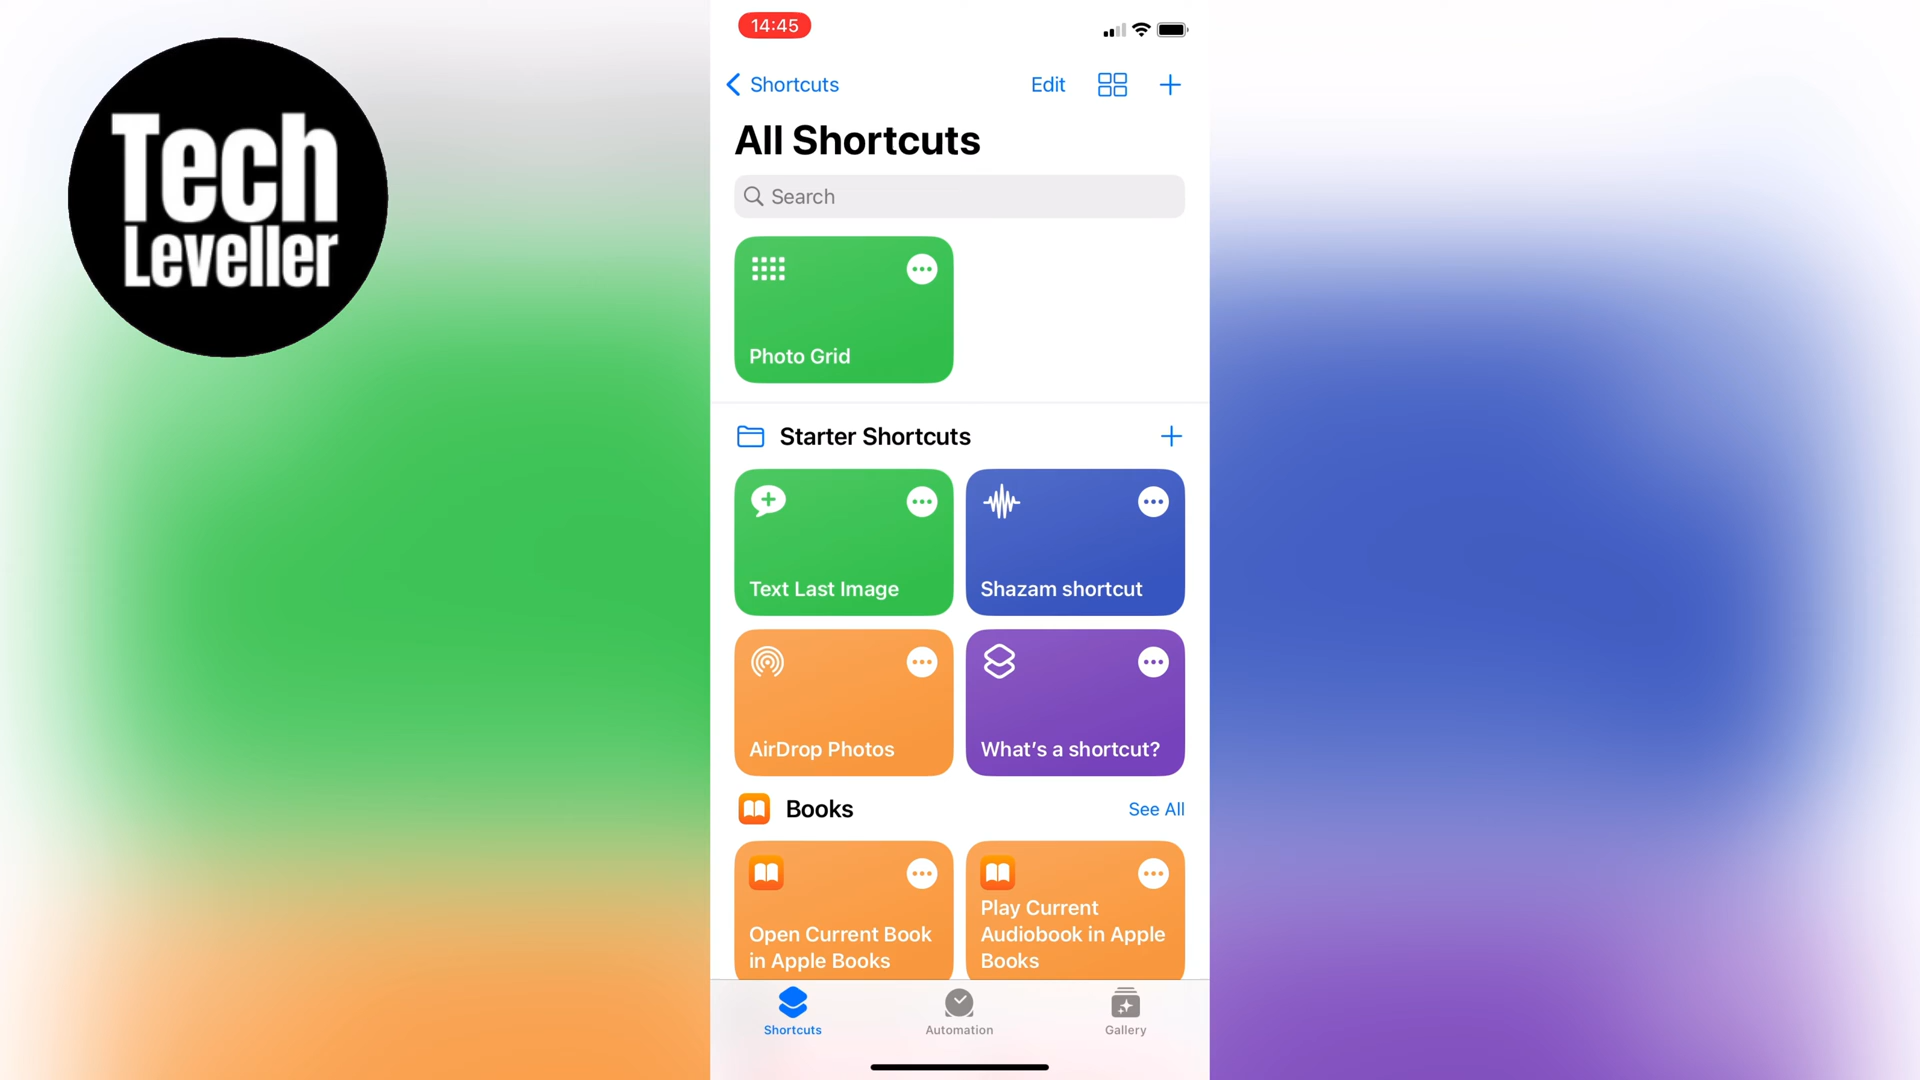 Tech
Leveller
14:45
Shortcuts
Edit
All Shortcuts
Search
Photo Grid
Starter Shortcuts
Text Last Image
Shazam shortcut
AirDrop Photos
What's a shortcut?
Books
See All
Open Current Book
in Apple Books
Play Current
Audiobook in Apple
Books
Shortcuts
Automation
Gallery